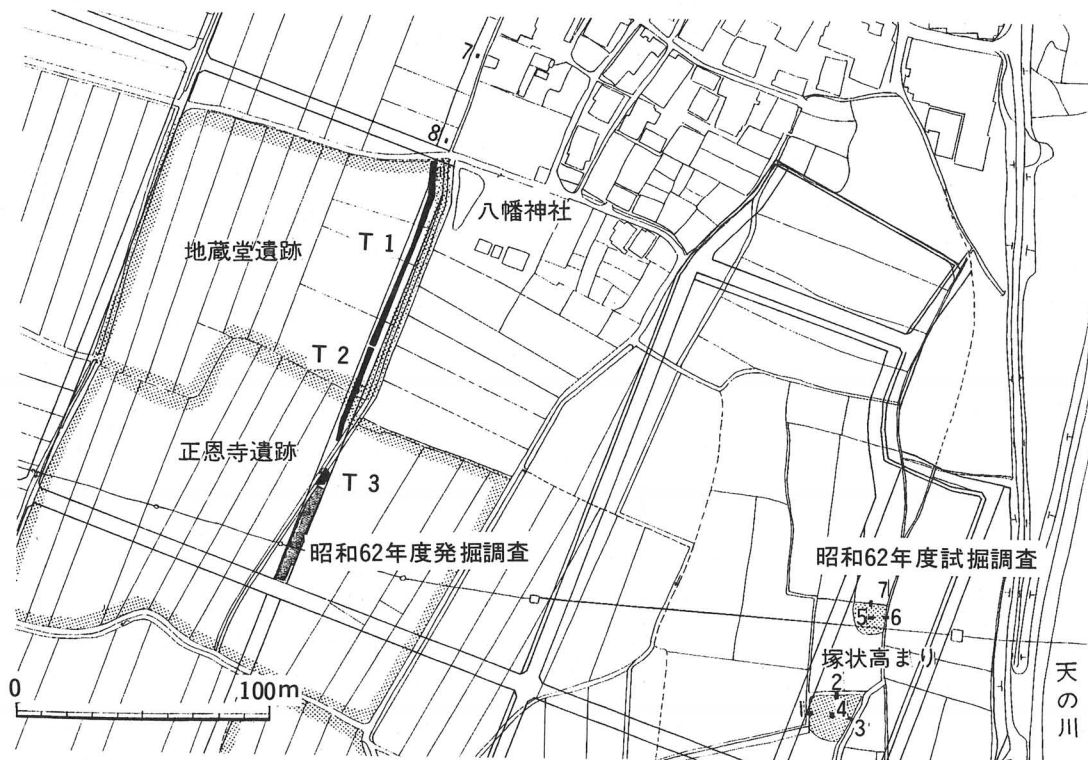 7.
8.
八幡神社
T 1
地蔵堂遺跡
T 2
正恩寺遺跡
T 3
昭和62年度発掘調査
昭和62年度試掘調査
7
5
6
塚状高まり
2
1
4
3
天の川
0
100m